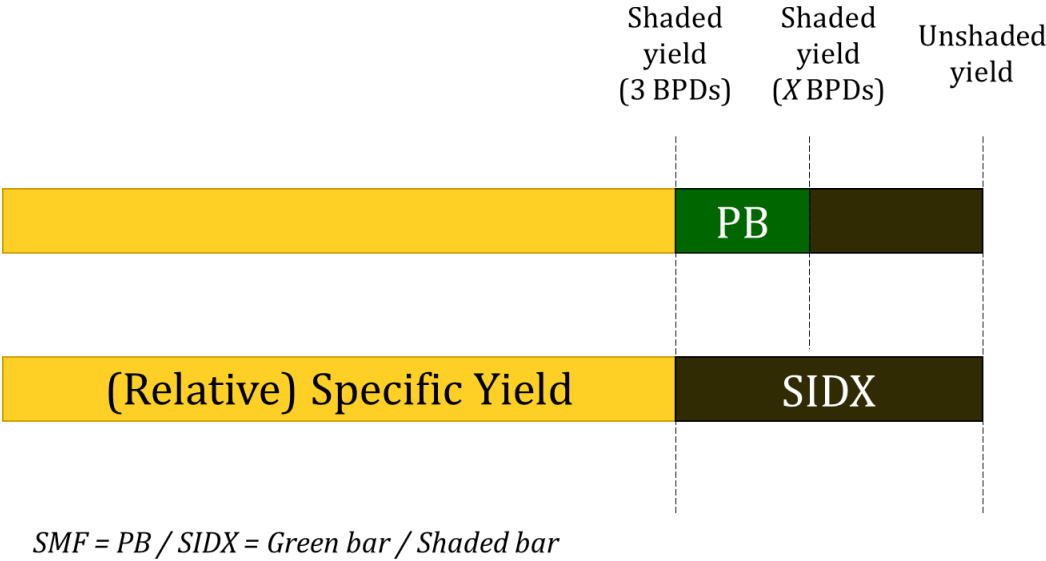 Shaded
yield
(3 BPDs)
Shaded
yield
(X BPDs)
Unshaded
yield
PB
(Relative) Specific Yield
SIDX
SMF = PB / SIDX = Green bar / Shaded bar